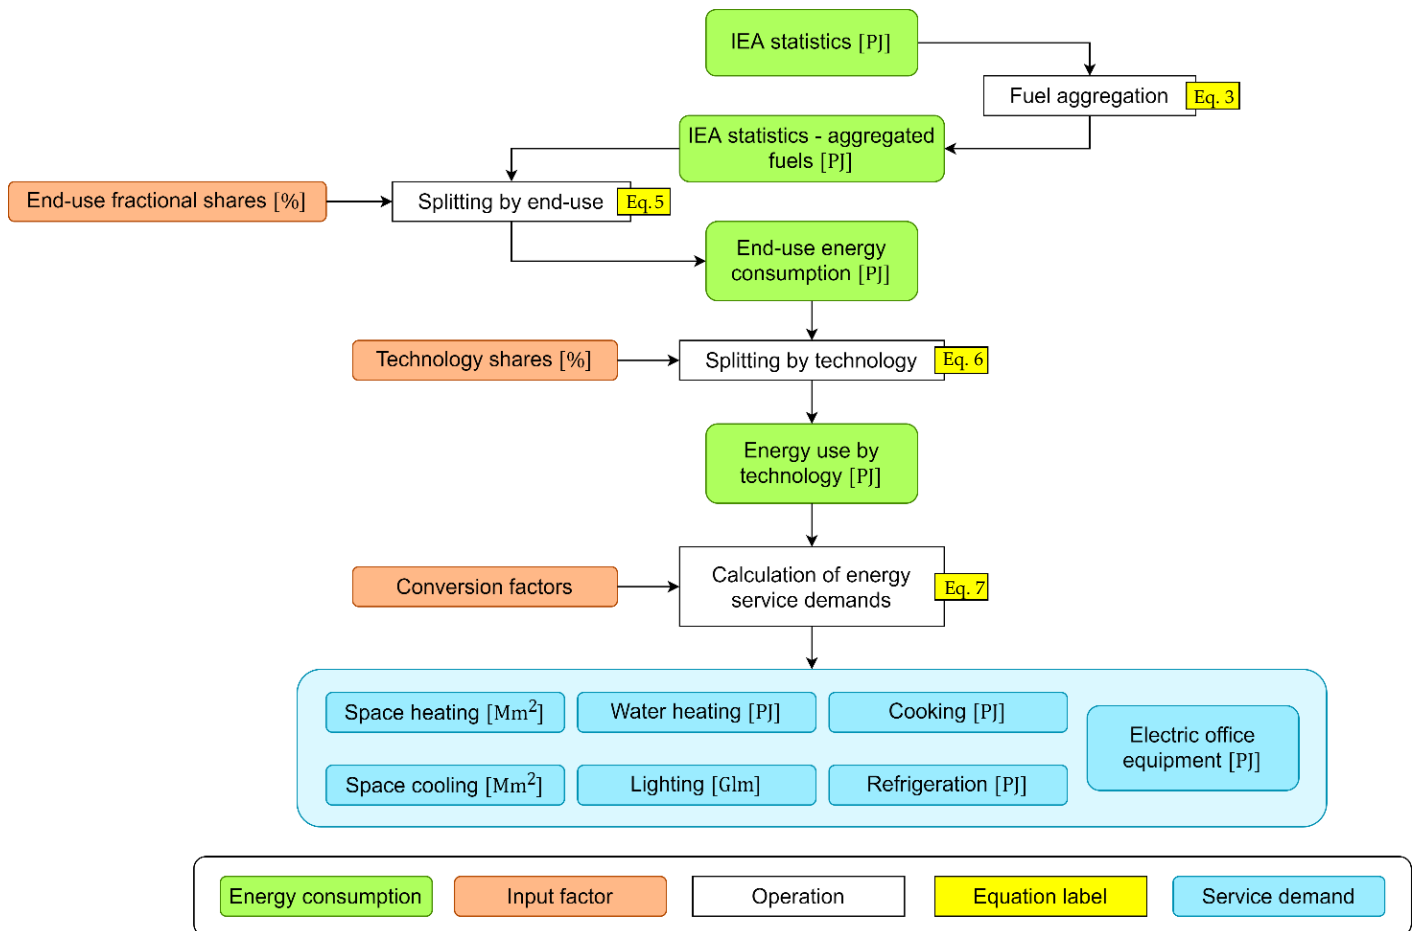 IEA statistics [PJ]
Fuel aggregation
Eq. 3
IEA statistics - aggregated
fuels [PJ]
End-use fractional shares [%]
Splitting by end-use
Eq.5
End-use energy
consumption [PJ]
Technology shares [%]
Splitting by technology
Eq. 6
Energy use by
technology [PJ]
Conversion factors
Calculation of energy
service demands
Eq. 7
Space heating [Mm²]
Water heating [PJ]
Cooking [PJ]
Electric office
equipment [PJ]
Space cooling [Mm²]
Lighting [Glm]
Refrigeration [PJ]
Energy consumption
Input factor
Operation
Equation label
Service demand